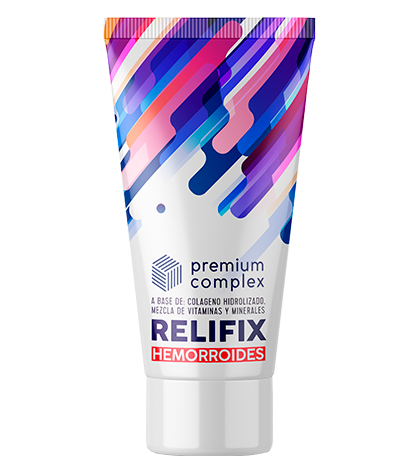 premium
complex
A BASE DE: COLAGENO HIDROLIZADO,
MEZCLA DE VITAMINAS Y MINERALES
RELIFIX
HEMORROIDES